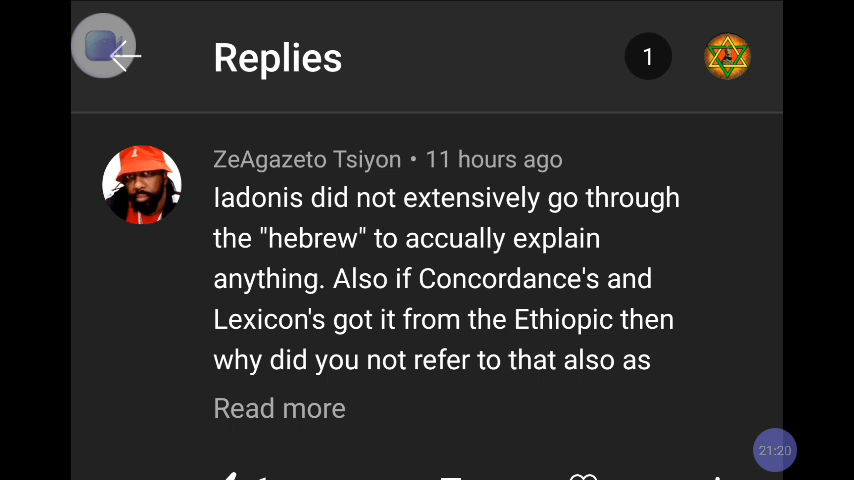 Replies
1
ZeAgazeto Tsiyon • 11 hours ago
Iadonis did not extensively go through
the "hebrew" to accually explain
anything. Also if Concordance's and
Lexicon's got it from the Ethiopic then
why did you not refer to that also as
Read more
21:20